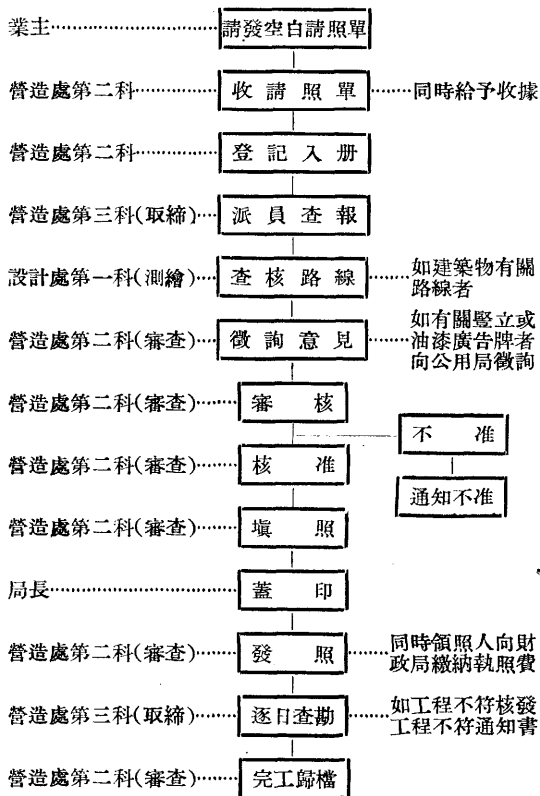 業主 請發空白請照單
營造處第二科 收請照單 同時給予收據
營造處第二科 登記入册
營造處第三科(取締) 派員查報
設計處第一科(測繪) 查核路線 如建築物有關
路線者
營造處第二科(審查) 徵詢意見 如有關豎立或
油漆廣告牌者
向公用局徵詢
營造處第二科(審查) 審核
不准
營造處第二科(審查) 核准
通知不准
營造處第二科(審查) 塡照
局長 蓋印
營造處第二科(審查) 發照 同時領照人向財
政局繳納執照費
營造處第三科(取締) 逐日查勘 如工程不符核發
工程不符通知書
營造處第二科(審查) 完工歸檔